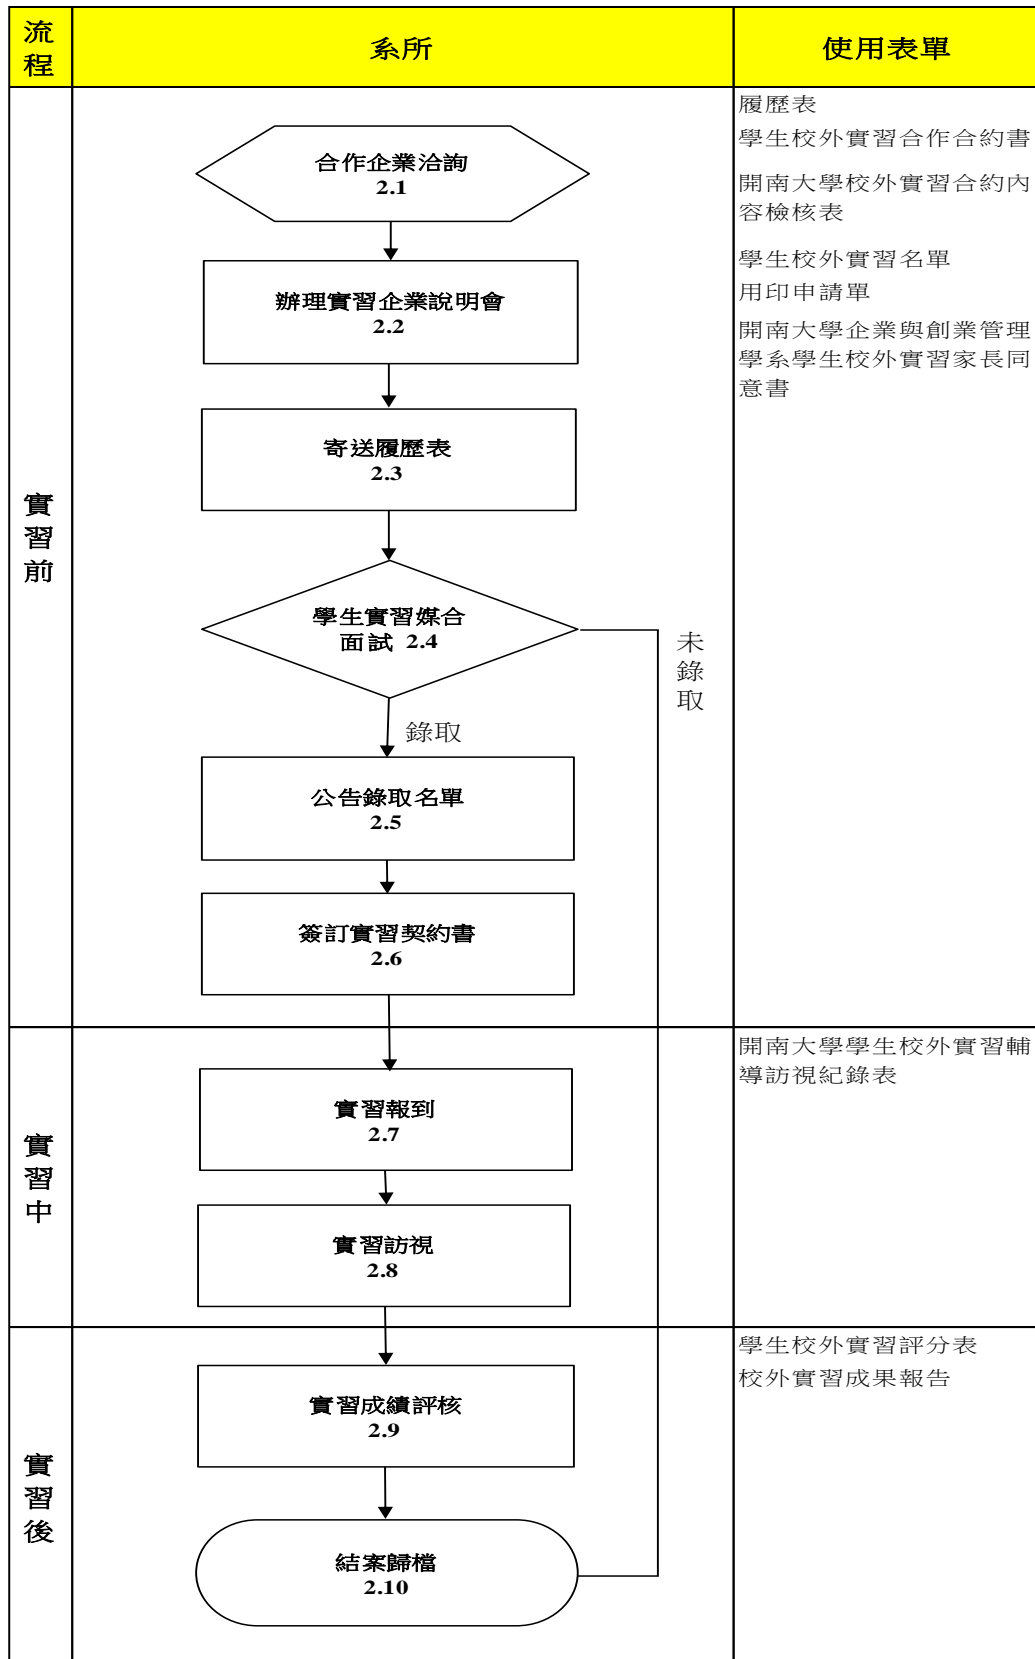 流
程
系所
使用表單
實
習
前
合作企業洽詢
2.1
辦理實習企業說明會
2.2
寄送履歷表
2.3
學生實習媒合
面試 2.4
未
錄
取
錄取
公告錄取名單
2.5
簽訂實習契約書
2.6
履歷表
學生校外實習合作合約書
開南大學校外實習合約內
容檢核表
學生校外實習名單
用印申請單
開南大學企業與創業管理
學系學生校外實習家長同
意書
實
習
中
實習報到
2.7
實習訪視
2.8
開南大學學生校外實習輔
導訪視紀錄表
實
習
後
實習成績評核
2.9
結案歸檔
2.10
學生校外實習評分表
校外實習成果報告